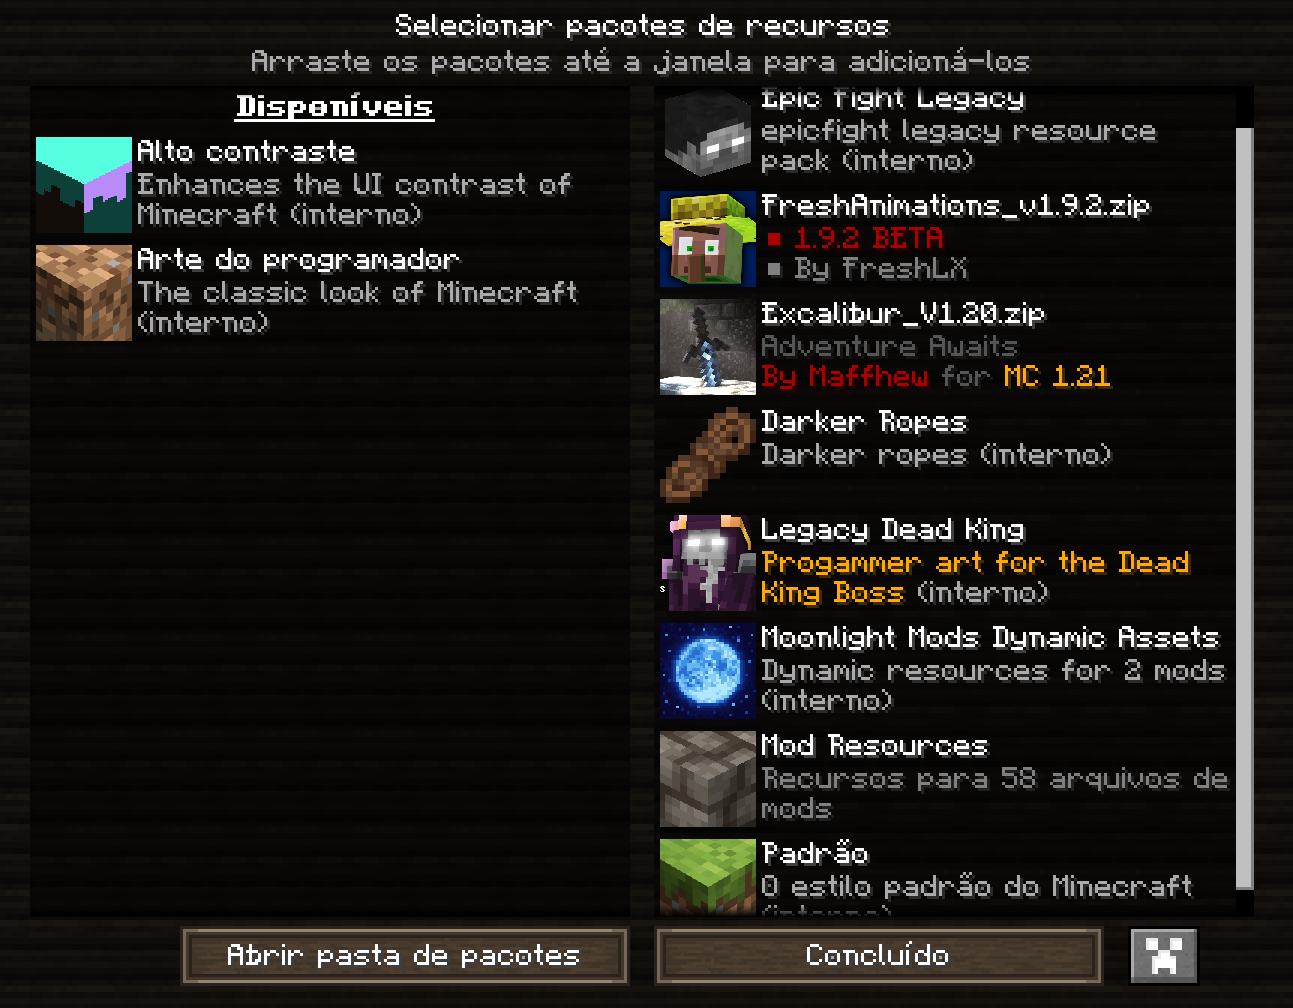 Selecionar pacotes de recursos
Arraste os pacotes até a janela para adicioná-los
Disponíveis
Alto contraste
Enhances the UI contrast of
Minecraft (interno)
Arte do programador
The classic look of Minecraft
(interno)
Epic Fight Legacy
epicfight legacy resource
pack (interno)
FreshAnimations_v1.9.2.zip
1.9.2 BETA
By FreshLX
Excalibur_V1.20.zip
Adventure Awaits
By Maffhew for MC 1.21
Darker Ropes
Darker ropes (interno)
Legacy Dead King
Progammer art for the Dead
King Boss (interno)
Moonlight Mods Dynamic Assets
Dynamic resources for 2 mods
(interno)
Mod Resources
Recursos para 58 arquivos de
mods
Padrão
O estilo padrão do Minecraft
(interno)
Abrir pasta de pacotes
Concluído